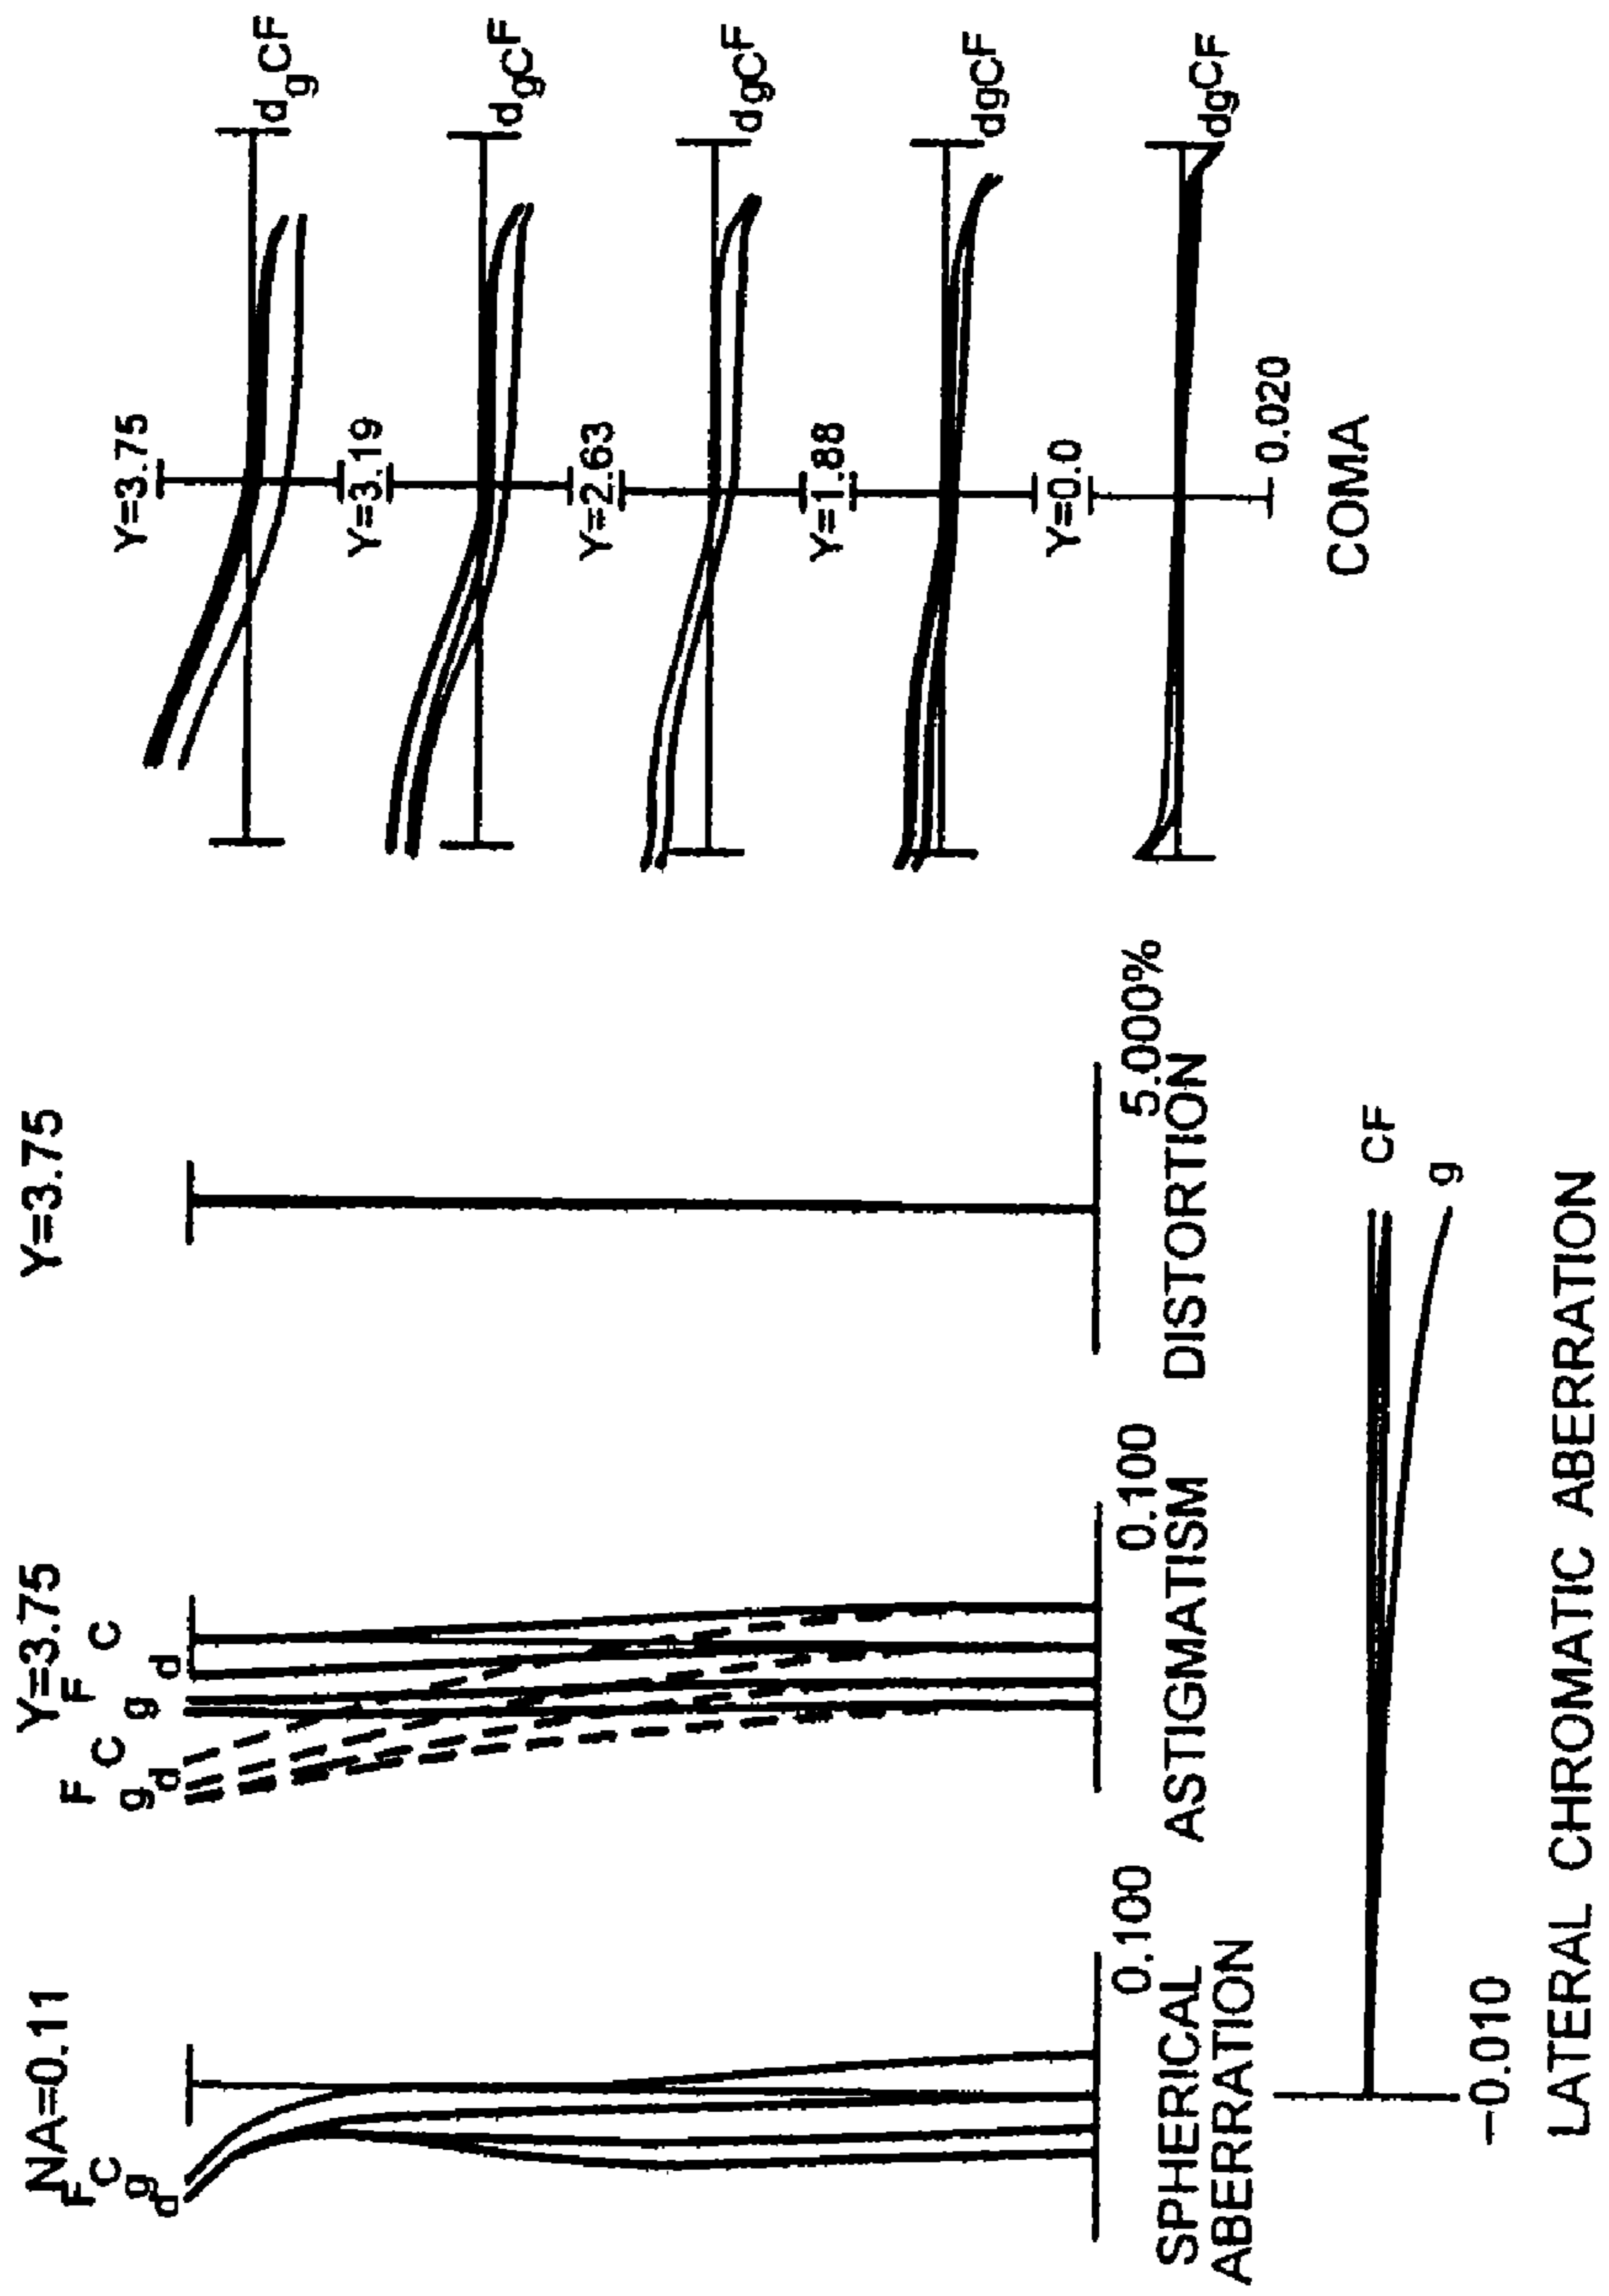 NA=0.11
F
C
g
d
0.100
SPHERICAL
ABERRATION
Y=3.75
F
C
g
d
F
C
g
d
0.100
ASTIGMATISM
Y=3.75
5.000%
DISTORTION
Y=3.75
dgCF
Y=3.19
dgCF
Y=2.63
dgCF
Y=1.88
dgCF
Y=0.0
dgCF
0.020
COMA
CF
g
−0.010
LATERAL CHROMATIC ABERRATION